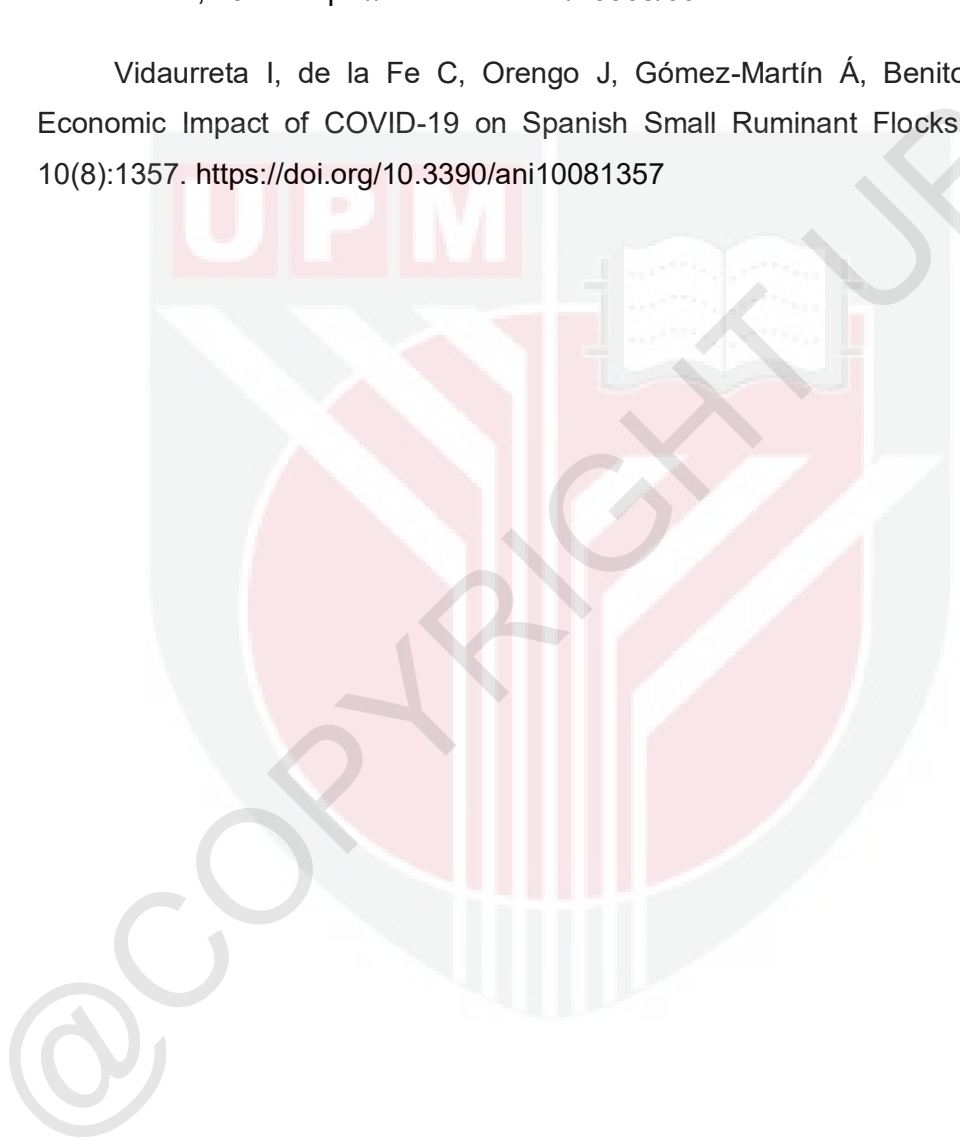 Vidaurreta I, de la Fe C, Orengo J, Gómez-Martín Á, Benito
Economic Impact of COVID-19 on Spanish Small Ruminant Flocks
10(8):1357. https://doi.org/10.3390/ani10081357
UPM
@COPYRIGHT UP